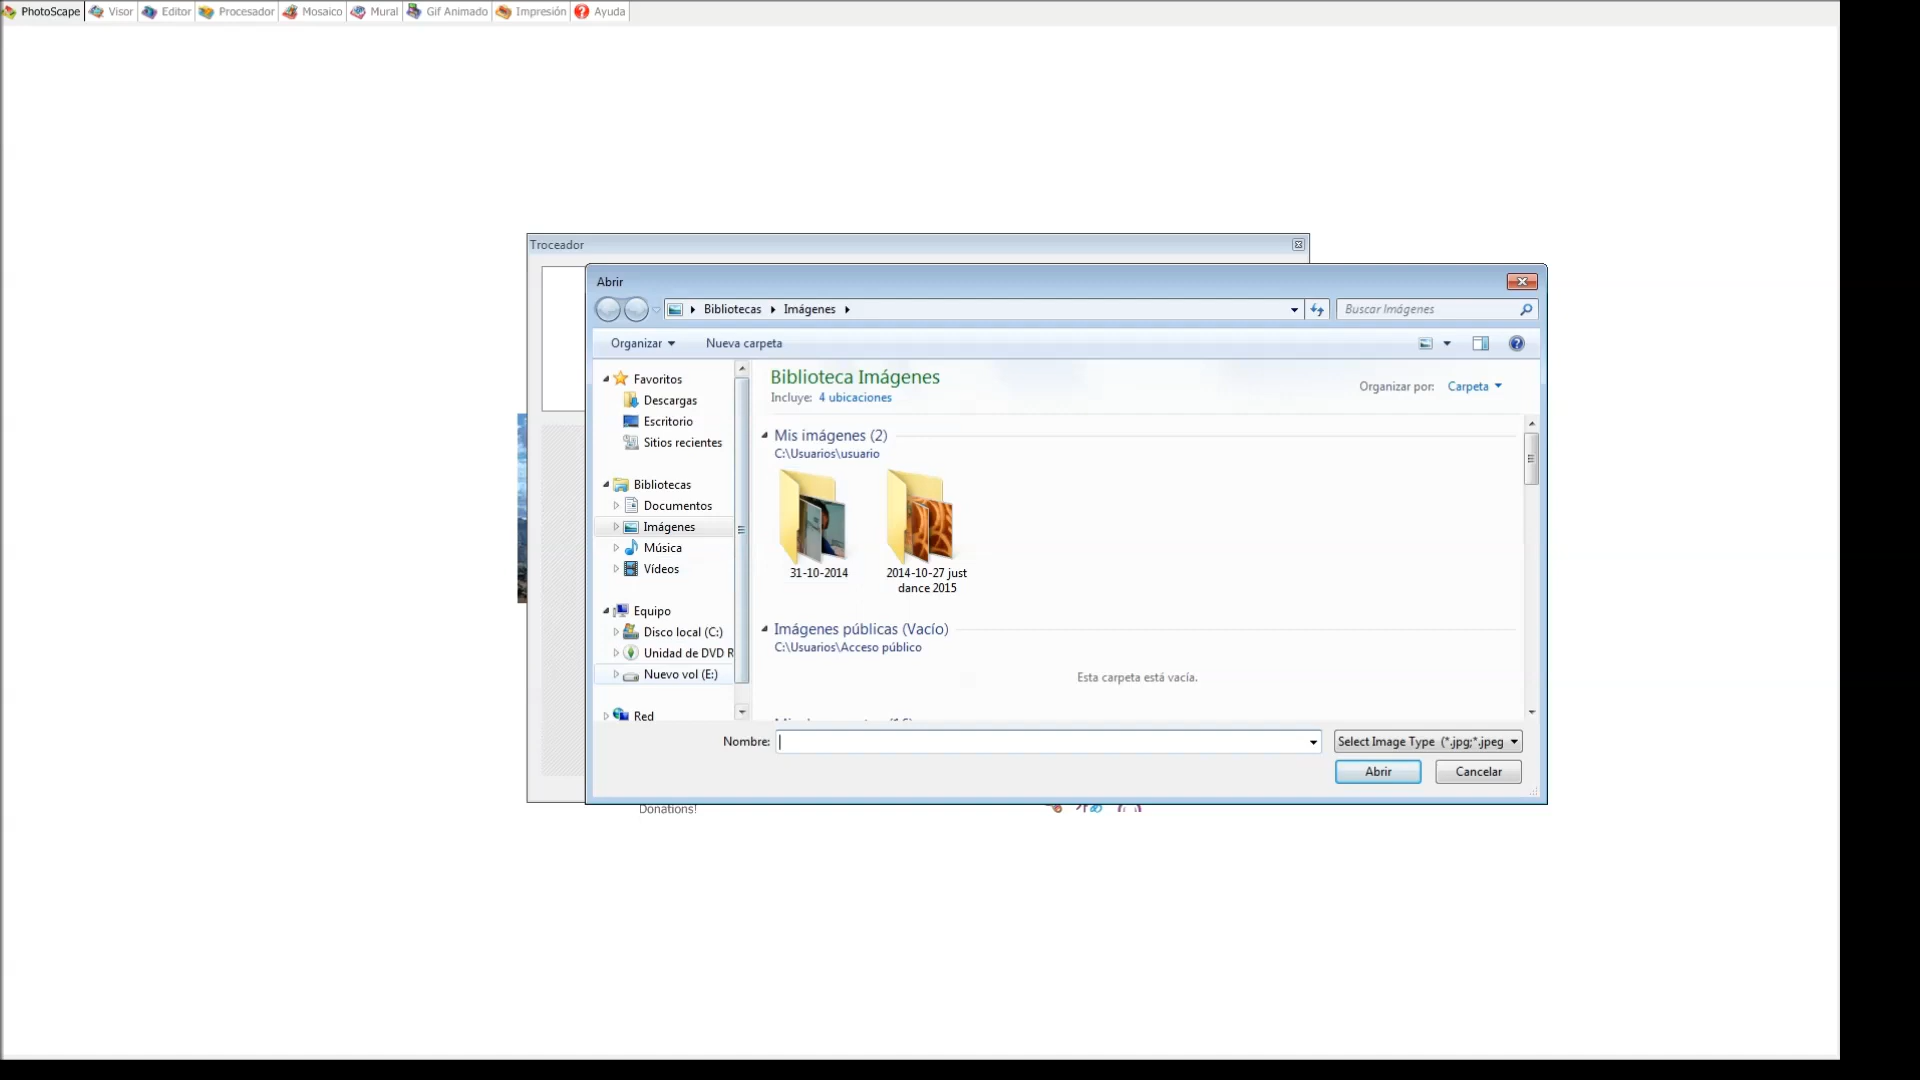 PhotoScape Visor Editor Procesador Mosaico Mural Gif Animado Impresión Ayuda
Troceador
Abrir
Bibliotecas Imágenes
Buscar Imágenes
Organizar Nueva carpeta
Favoritos
Descargas
Escritorio
Sitios recientes
Bibliotecas
Documentos
Imágenes
Música
Vídeos
Equipo
Disco local (C:)
Unidad de DVD R
Nuevo vol (E:)
Red
Biblioteca Imágenes
Incluye: 4 ubicaciones
Organizar por: Carpeta
Mis imágenes (2)
C:\Usuarios\usuario
31-10-2014
2014-10-27 just
dance 2015
Imágenes públicas (Vacío)
C:\Usuarios\Acceso público
Esta carpeta está vacía.
Nombre:
Select Image Type (*.jpg;*.jpeg
Abrir Cancelar
Donations!